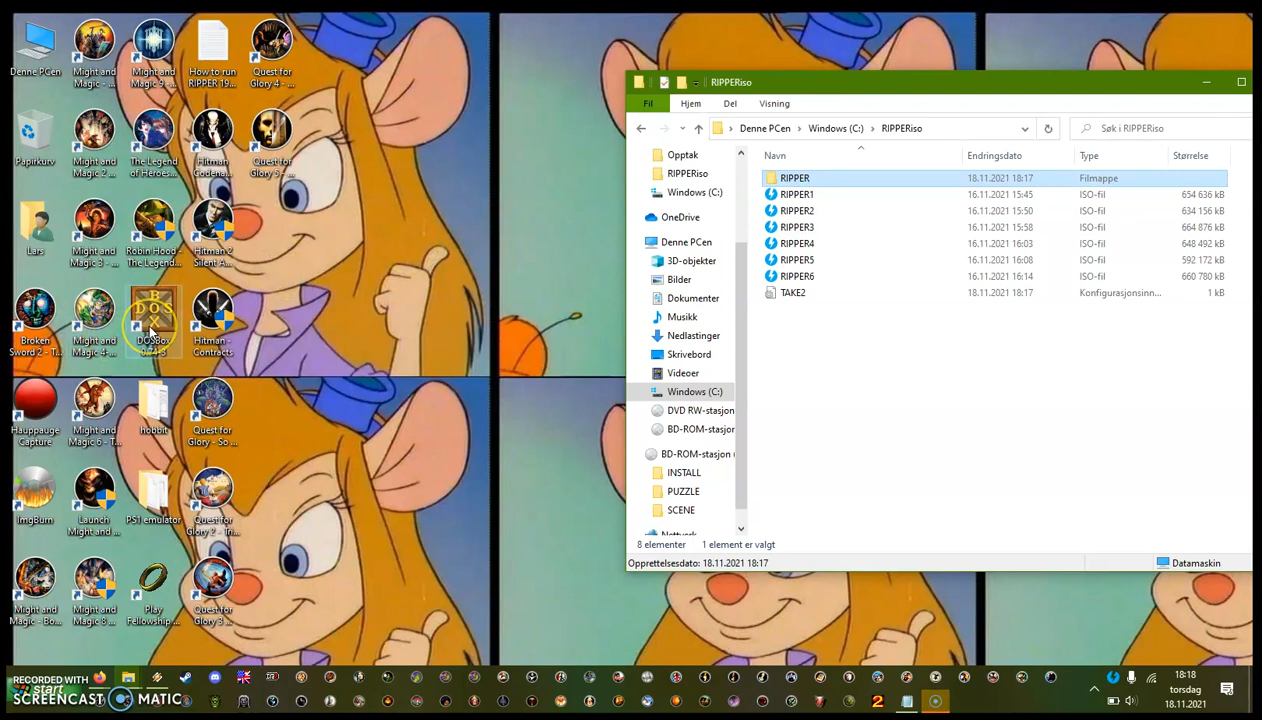 Denne PCen
Might and
Magic - ...
Might and
Magic 9 - ...
How to run
RIPPER 19...
Quest for
Glory 4 - ...
Papirkurv
Might and
Magic 2 ...
The Legend
of Heroes...
Hitman
Codena...
Quest for
Glory 5 - ...
Lars
Might and
Magic 3 - ...
Robin Hood -
The Legend...
Hitman 2
Silent A...
Broken
Sword 2 - T...
Might and
Magic 4-...
B
DOS
X
DOSBox
0.74-3
Hitman -
Contracts
Hauppauge
Capture
Might and
Magic 6 - T...
hobbit
Quest for
Glory - So ...
ImgBurn
Launch
Might and ...
PS1 emulator
Quest for
Glory 2 - Tri...
Might and
Magic - Bo...
Might and
Magic 8 ...
Play
Fellowship ...
Quest for
Glory 3 ...
RIPPERiso
Fil Hjem Del Visning
Denne PCen > Windows (C:) > RIPPERiso
Søk i RIPPERiso
Opptak
RIPPERiso
Windows (C:)
OneDrive
Denne PCen
3D-objekter
Bilder
Dokumenter
Musikk
Nedlastinger
Skrivebord
Videoer
Windows (C:)
DVD RW-stasjon
BD-ROM-stasjon
BD-ROM-stasjon (
INSTALL
PUZZLE
SCENE
Nettverk
Navn Endringsdato Type Størrelse
RIPPER 18.11.2021 18:17 Filmappe
RIPPER1 16.11.2021 15:45 ISO-fil 654 636 kB
RIPPER2 16.11.2021 15:50 ISO-fil 634 156 kB
RIPPER3 16.11.2021 15:58 ISO-fil 664 876 kB
RIPPER4 16.11.2021 16:03 ISO-fil 648 492 kB
RIPPER5 16.11.2021 16:08 ISO-fil 592 172 kB
RIPPER6 16.11.2021 16:14 ISO-fil 660 780 kB
TAKE2 18.11.2021 18:17 Konfigurasjonsinn... 1 kB
8 elementer 1 element er valgt
Opprettelsesdato: 18.11.2021 18:17
Datamaskin
RECORDED WITH
start
SCREENCAST MATIC
2
18:18
torsdag
18.11.2021